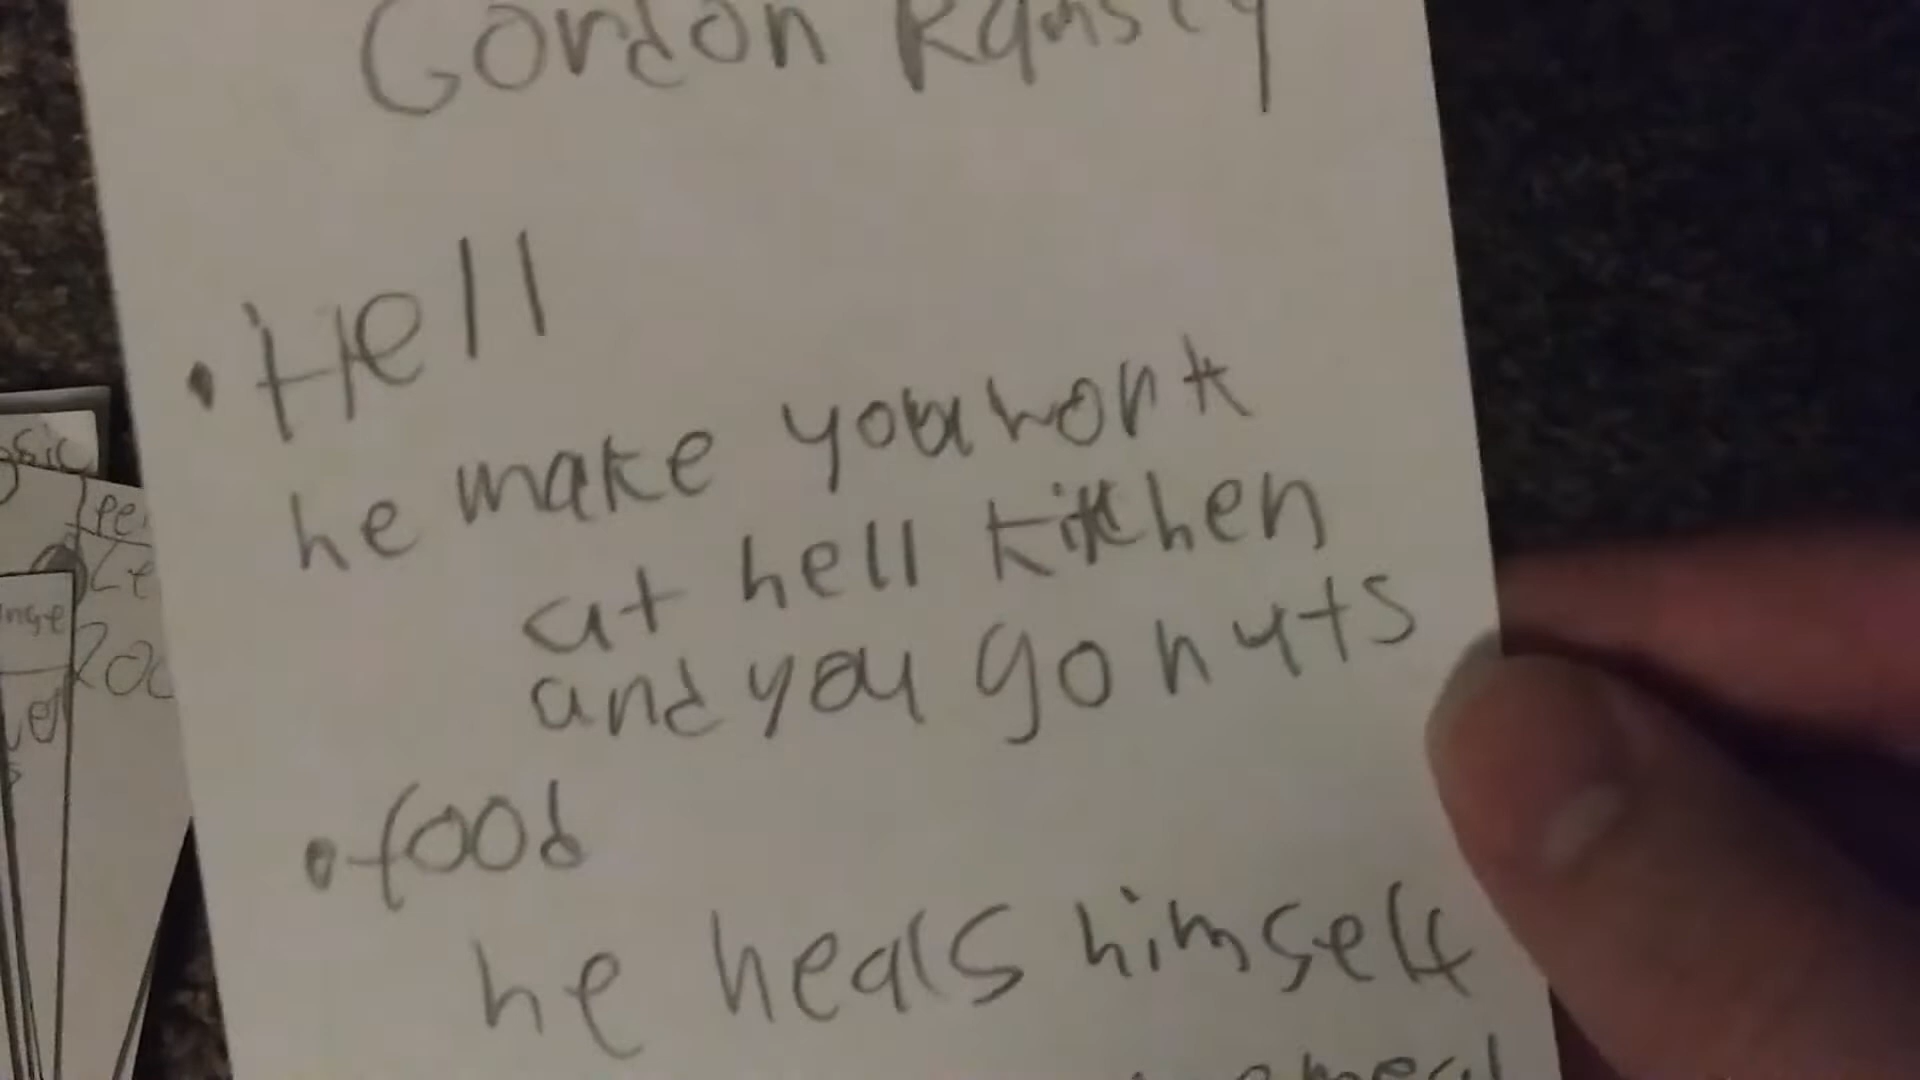 Gordon Ramsey
• Hell
he make you work
at hell kitchen
and you go nuts
• food
he heals himself